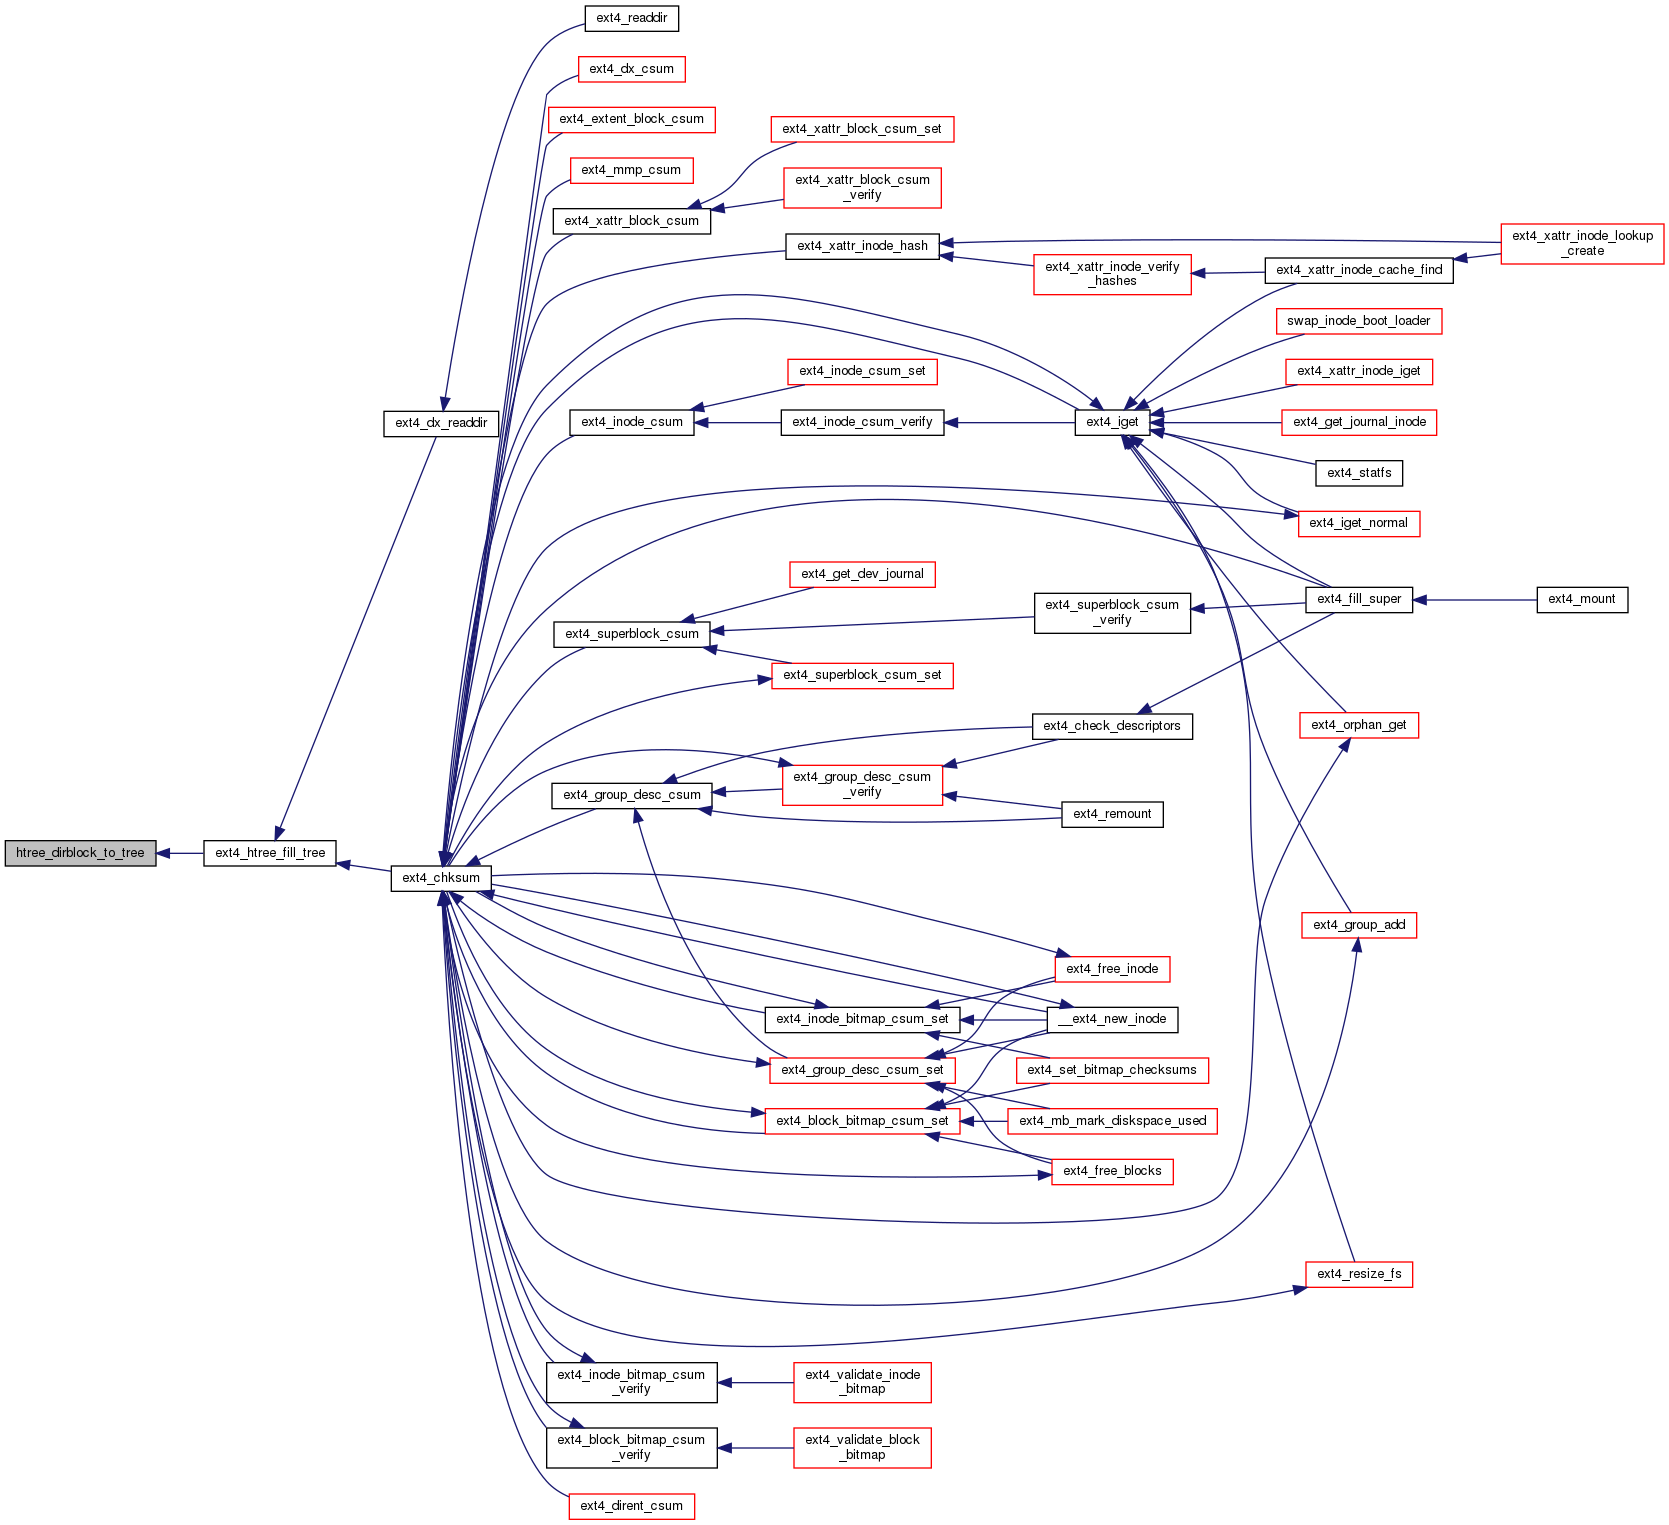 ext4_readdir
ext4_dx_csum
ext4_extent_block_csum
ext4_xattr_block_csum_set
ext4_mmp_csum
ext4_xattr_block_csum
_verify
ext4_xattr_block_csum
ext4_xattr_inode_hash
ext4_xattr_inode_lookup
_create
ext4_xattr_inode_verify
_hashes
ext4_xattr_inode_cache_find
swap_inode_boot_loader
ext4_inode_csum_set
ext4_xattr_inode_iget
ext4_dx_readdir
ext4_inode_csum
ext4_inode_csum_verify
ext4_iget
ext4_get_journal_inode
ext4_statfs
ext4_iget_normal
ext4_get_dev_journal
ext4_fill_super
ext4_mount
ext4_superblock_csum
_verify
ext4_superblock_csum
ext4_superblock_csum_set
ext4_check_descriptors
ext4_orphan_get
ext4_group_desc_csum
_verify
ext4_group_desc_csum
ext4_remount
htree_dirblock_to_tree
ext4_htree_fill_tree
ext4_chksum
ext4_group_add
ext4_free_inode
ext4_inode_bitmap_csum_set
__ext4_new_inode
ext4_group_desc_csum_set
ext4_set_bitmap_checksums
ext4_block_bitmap_csum_set
ext4_mb_mark_diskspace_used
ext4_free_blocks
ext4_resize_fs
ext4_inode_bitmap_csum
_verify
ext4_validate_inode
_bitmap
ext4_block_bitmap_csum
_verify
ext4_validate_block
_bitmap
ext4_dirent_csum